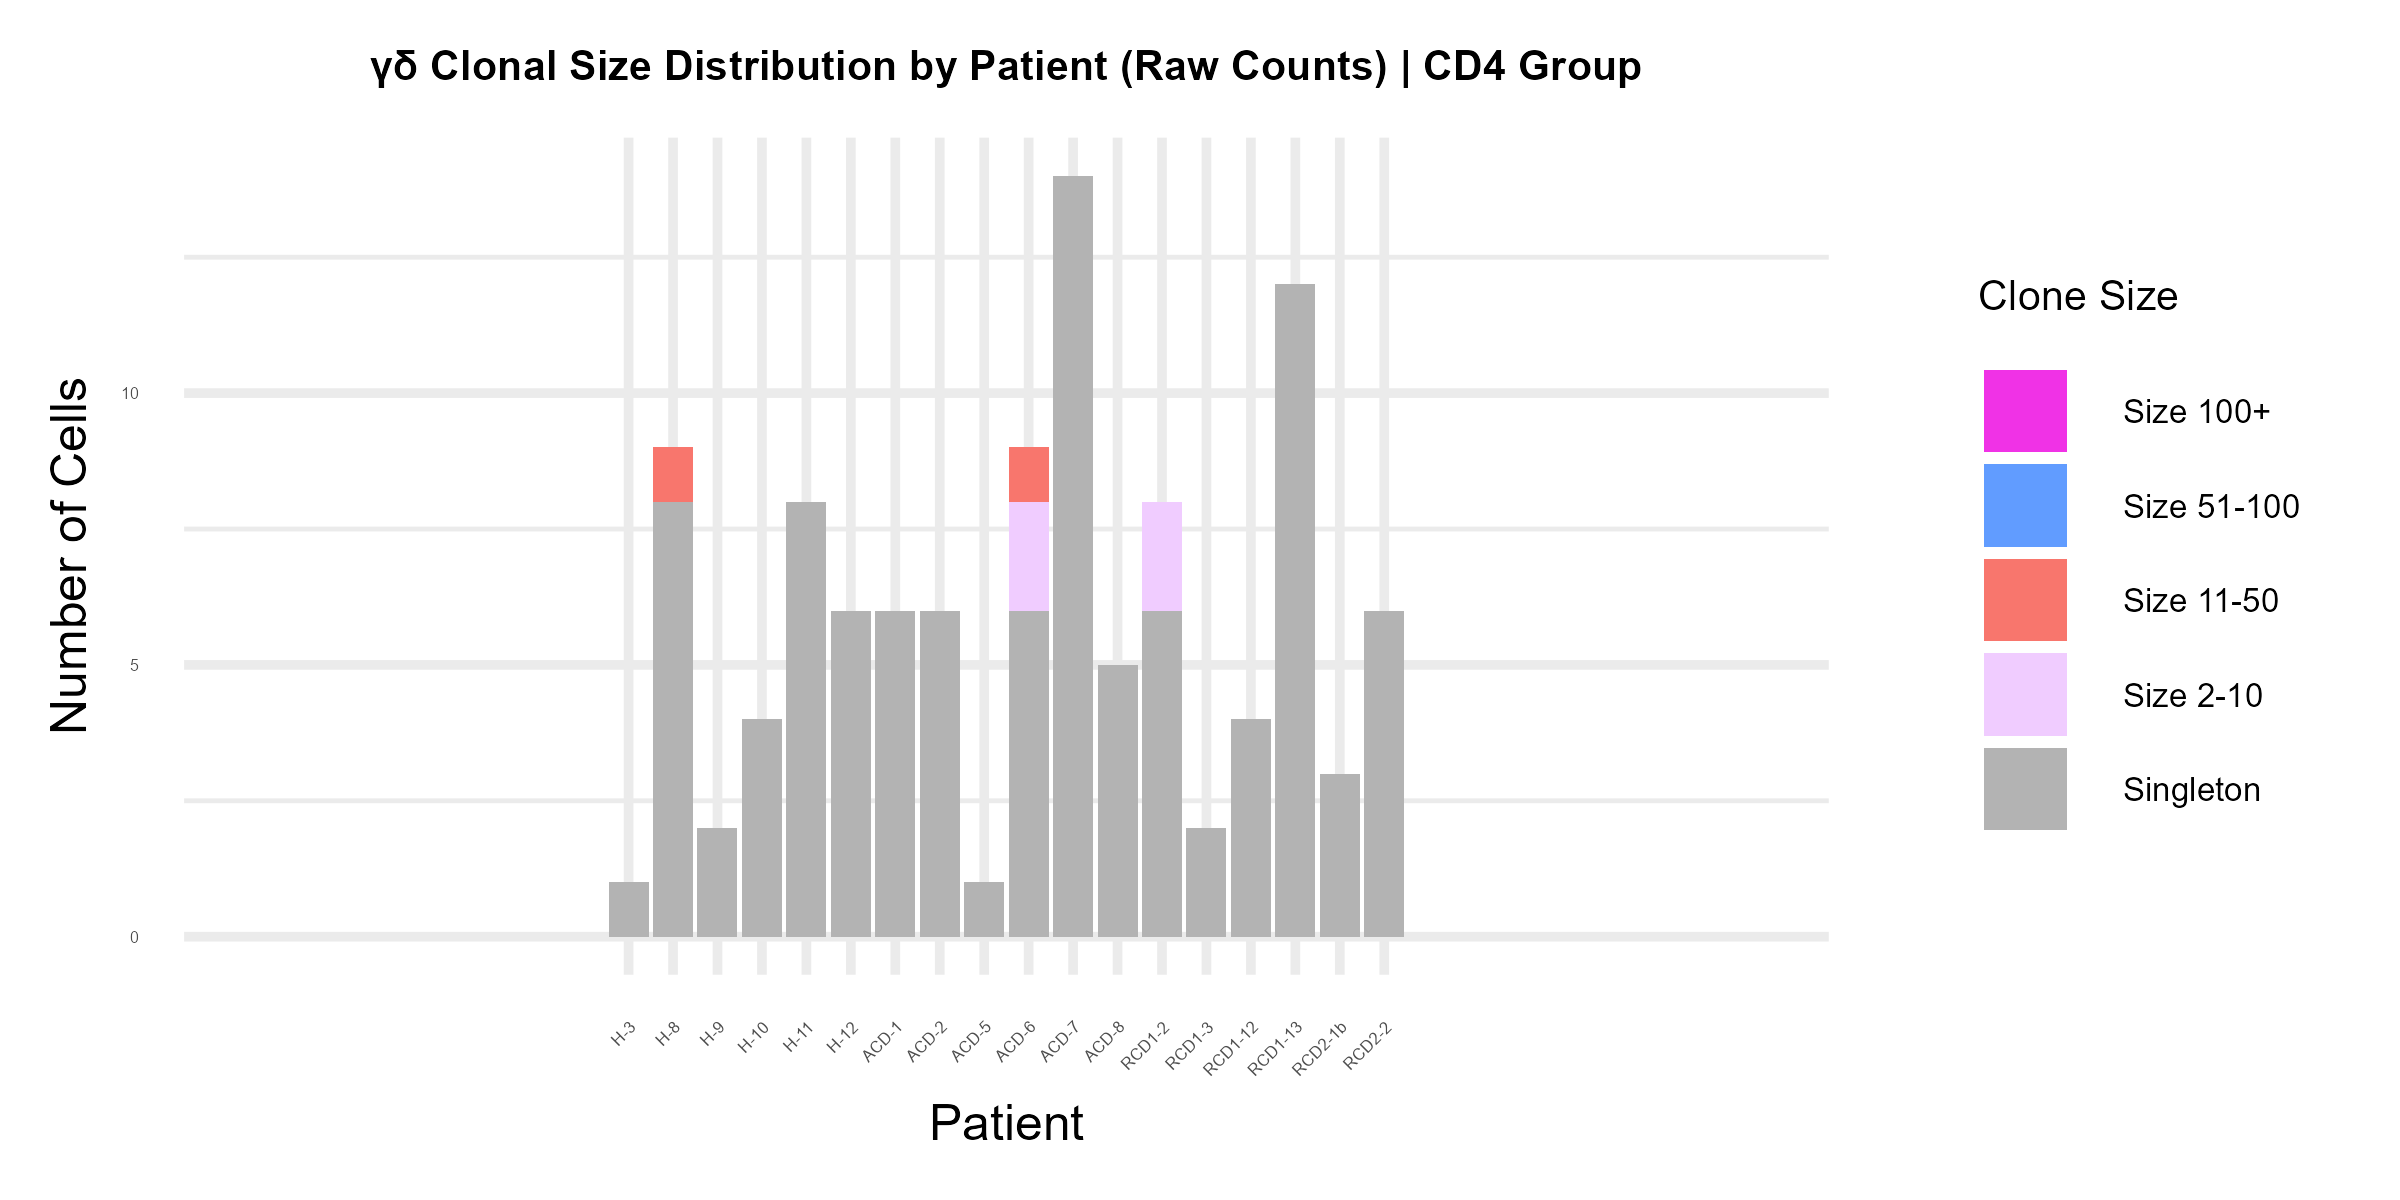 γδ Clonal Size Distribution by Patient (Raw Counts) | CD4 Group
Number of Cells
10
5
0
H-3
H-8
H-9
H-10
H-11
H-12
ACD-1
ACD-2
ACD-5
ACD-6
ACD-7
ACD-8
RCD1-2
RCD1-3
RCD1-12
RCD1-13
RCD2-1b
RCD2-2
Patient
Clone Size
Size 100+
Size 51-100
Size 11-50
Size 2-10
Singleton